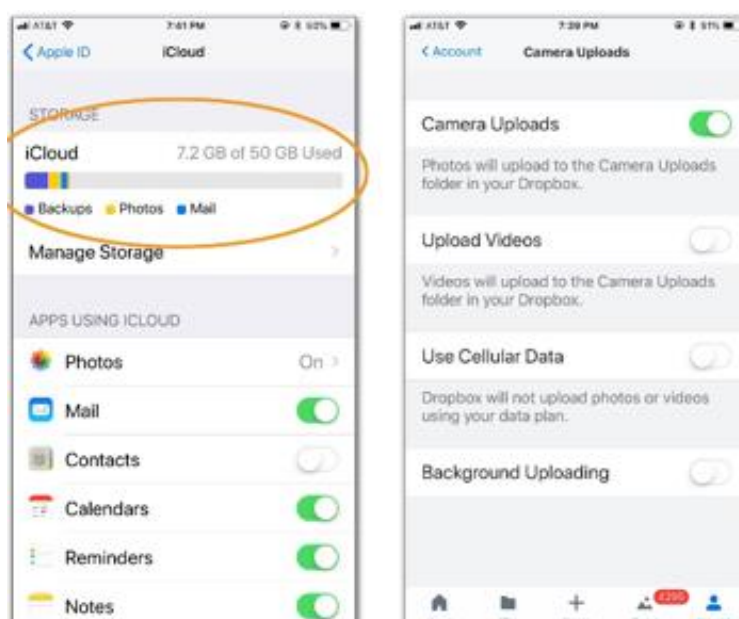 AT&T
7:41 PM
Apple ID
iCloud
STORAGE
iCloud
7.2 GB of 50 GB Used
Backups Photos Mail
Manage Storage
APPS USING ICLOUD
Photos
On
Mail
Contacts
Calendars
Reminders
Notes
AT&T
7:39 PM
Account
Camera Uploads
Camera Uploads
Photos will upload to the Camera Uploads
folder in your Dropbox.
Upload Videos
Videos will upload to the Camera Uploads
folder in your Dropbox.
Use Cellular Data
Dropbox will not upload photos or videos
using your data plan.
Background Uploading